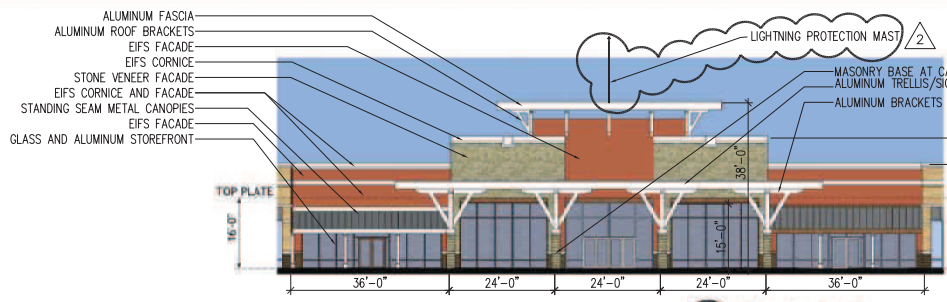 ALUMINUM FASCIA
ALUMINUM ROOF BRACKETS
EIFS FACADE
EIFS CORNICE
STONE VENEER FACADE
EIFS CORNICE AND FACADE
STANDING SEAM METAL CANOPIES
EIFS FACADE
GLASS AND ALUMINUM STOREFRONT
LIGHTNING PROTECTION MAST
2
MASONRY BASE AT
ALUMINUM
ALUMINUM BRACKETS
38'-0"
TOP PLATE
16'-0"
15'-0"
36'-0"
24'-0"
24'-0"
24'-0"
36'-0"